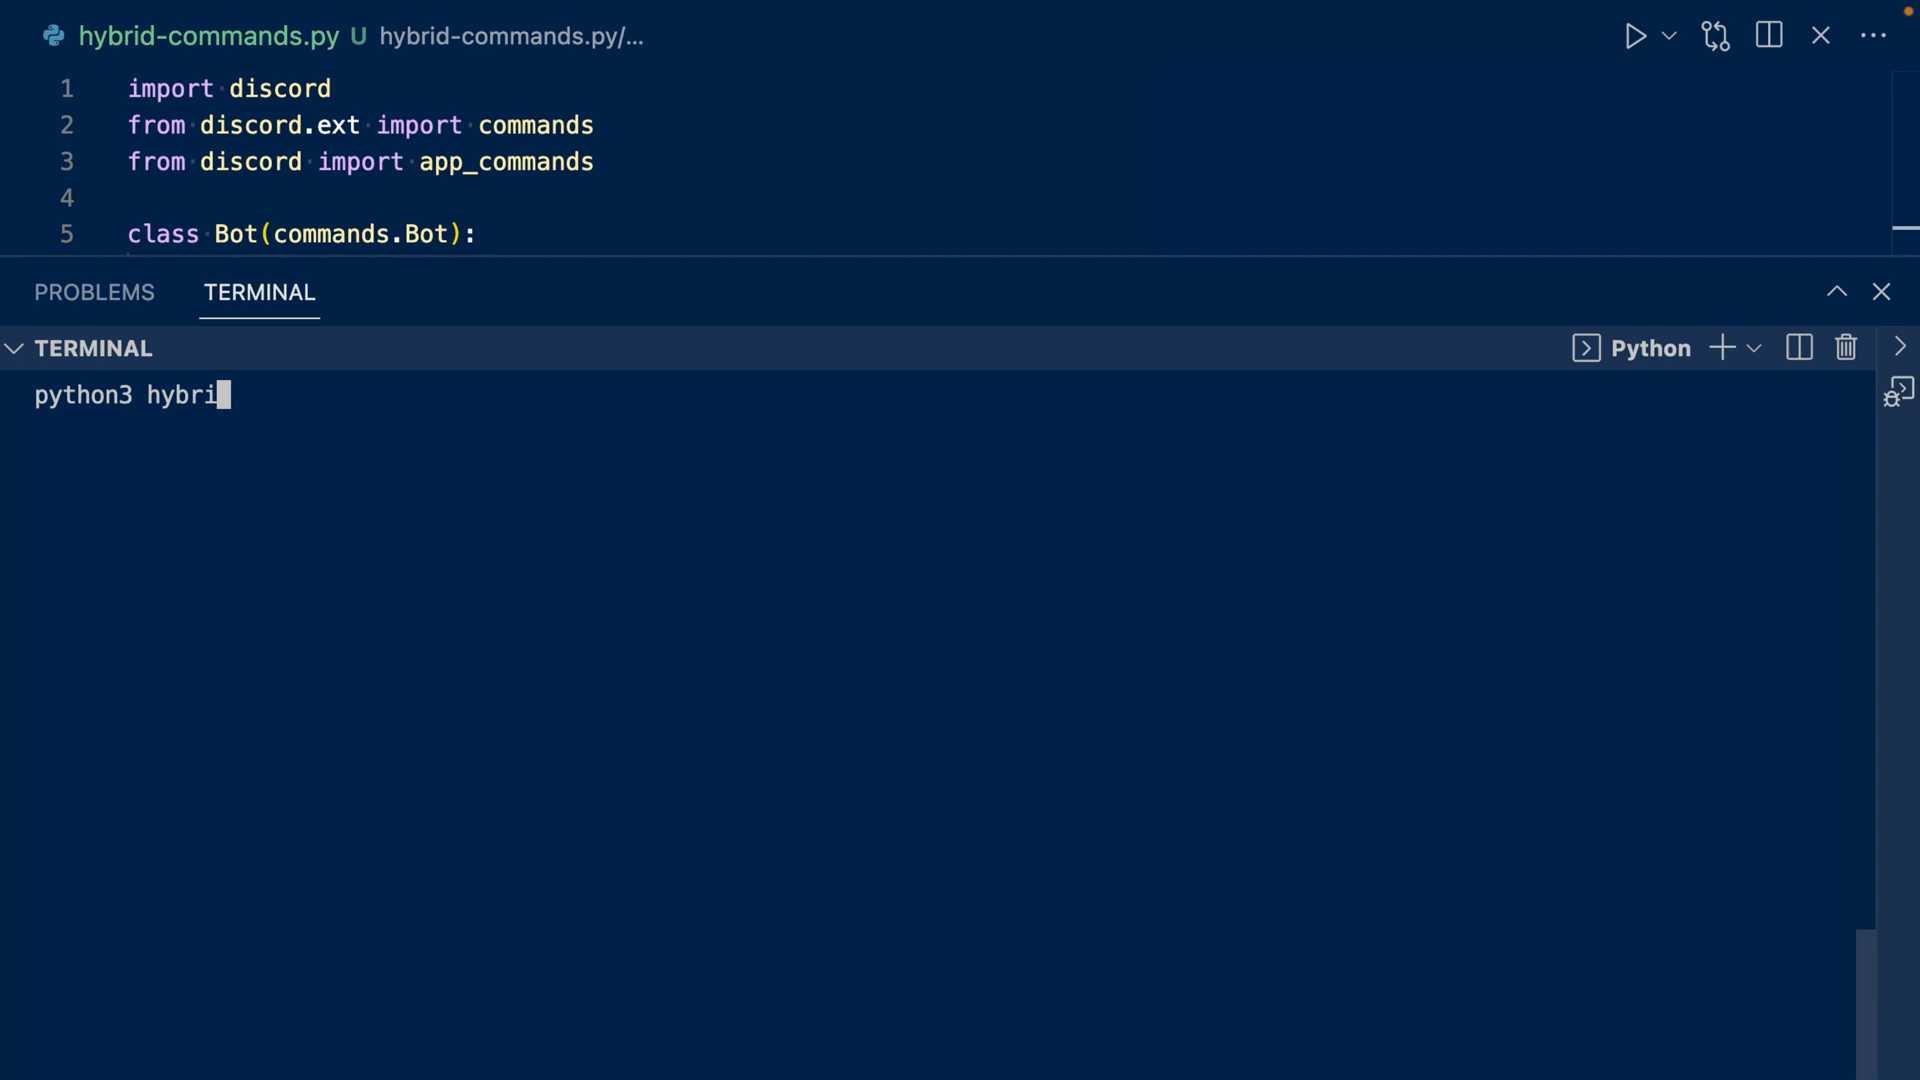 hybrid-commands.py U hybrid-commands.py/...
1 import discord
2 from discord.ext import commands
3 from discord import app_commands
4
5 class Bot(commands.Bot):
PROBLEMS TERMINAL
TERMINAL Python
python3 hybri